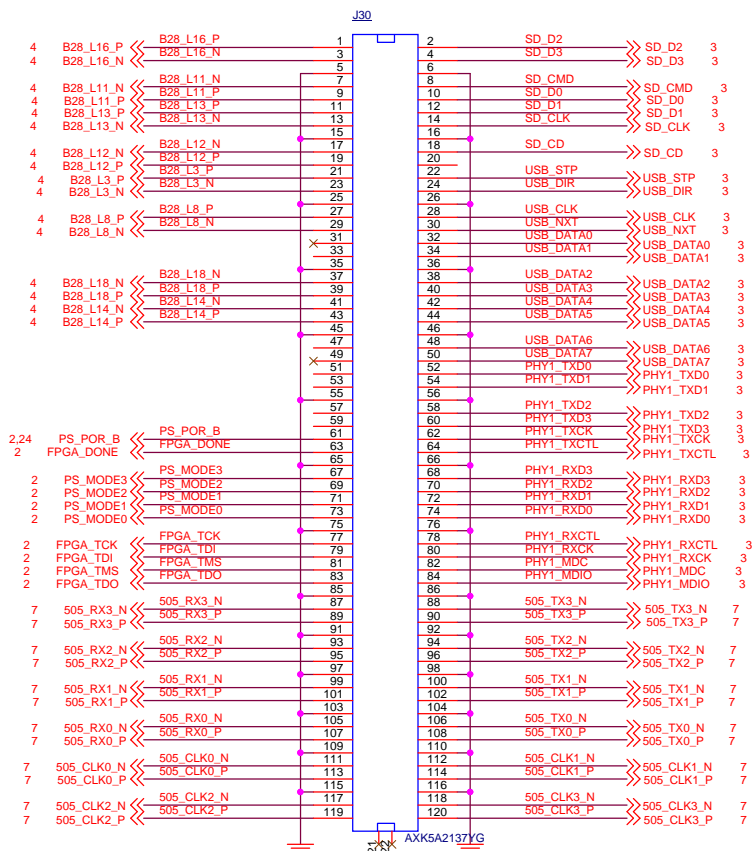 J30
4 B28_L16_P B28_L16_P 1 2 SD_D2 SD_D2 3
4 B28_L16_N B28_L16_N 3 4 SD_D3 SD_D3 3
5 6
4 B28_L11_N B28_L11_N 7 8 SD_CMD SD_CMD 3
4 B28_L11_P B28_L11_P 9 10 SD_D0 SD_D0 3
4 B28_L13_P B28_L13_P 11 12 SD_D1 SD_D1 3
4 B28_L13_N B28_L13_N 13 14 SD_CLK SD_CLK 3
15 16
4 B28_L12_N B28_L12_N 17 18 SD_CD SD_CD 3
4 B28_L12_P B28_L12_P 19 20
4 B28_L3_P B28_L3_P 21 22 USB_STP USB_STP 3
4 B28_L3_N B28_L3_N 23 24 USB_DIR USB_DIR 3
25 26
4 B28_L8_P B28_L8_P 27 28 USB_CLK USB_CLK 3
4 B28_L8_N B28_L8_N 29 30 USB_NXT USB_NXT 3
31 32 USB_DATA0 USB_DATA0 3
33 34 USB_DATA1 USB_DATA1 3
35 36
4 B28_L18_N B28_L18_N 37 38 USB_DATA2 USB_DATA2 3
4 B28_L18_P B28_L18_P 39 40 USB_DATA3 USB_DATA3 3
4 B28_L14_N B28_L14_N 41 42 USB_DATA4 USB_DATA4 3
4 B28_L14_P B28_L14_P 43 44 USB_DATA5 USB_DATA5 3
45 46
47 48 USB_DATA6 USB_DATA6 3
49 50 USB_DATA7 USB_DATA7 3
51 52 PHY1_TXD0 PHY1_TXD0 3
53 54 PHY1_TXD1 PHY1_TXD1 3
55 56
57 58 PHY1_TXD2 PHY1_TXD2 3
59 60 PHY1_TXD3 PHY1_TXD3 3
2,24 PS_POR_B PS_POR_B 61 62 PHY1_TXCK PHY1_TXCK 3
2 FPGA_DONE FPGA_DONE 63 64 PHY1_TXCTL PHY1_TXCTL 3
65 66
2 PS_MODE3 PS_MODE3 67 68 PHY1_RXD3 PHY1_RXD3 3
2 PS_MODE2 PS_MODE2 69 70 PHY1_RXD2 PHY1_RXD2 3
2 PS_MODE1 PS_MODE1 71 72 PHY1_RXD1 PHY1_RXD1 3
2 PS_MODE0 PS_MODE0 73 74 PHY1_RXD0 PHY1_RXD0 3
75 76
2 FPGA_TCK FPGA_TCK 77 78 PHY1_RXCTL PHY1_RXCTL 3
2 FPGA_TDI FPGA_TDI 79 80 PHY1_RXCK PHY1_RXCK 3
2 FPGA_TMS FPGA_TMS 81 82 PHY1_MDC PHY1_MDC 3
2 FPGA_TDO FPGA_TDO 83 84 PHY1_MDIO PHY1_MDIO 3
85 86
7 505_RX3_N 505_RX3_N 87 88 505_TX3_N 505_TX3_N 7
7 505_RX3_P 505_RX3_P 89 90 505_TX3_P 505_TX3_P 7
91 92
7 505_RX2_N 505_RX2_N 93 94 505_TX2_N 505_TX2_N 7
7 505_RX2_P 505_RX2_P 95 96 505_TX2_P 505_TX2_P 7
97 98
7 505_RX1_N 505_RX1_N 99 100 505_TX1_N 505_TX1_N 7
7 505_RX1_P 505_RX1_P 101 102 505_TX1_P 505_TX1_P 7
103 104
7 505_RX0_N 505_RX0_N 105 106 505_TX0_N 505_TX0_N 7
7 505_RX0_P 505_RX0_P 107 108 505_TX0_P 505_TX0_P 7
109 110
7 505_CLK0_N 505_CLK0_N 111 112 505_CLK1_N 505_CLK1_N 7
7 505_CLK0_P 505_CLK0_P 113 114 505_CLK1_P 505_CLK1_P 7
115 116
7 505_CLK2_N 505_CLK2_N 117 118 505_CLK3_N 505_CLK3_N 7
7 505_CLK2_P 505_CLK2_P 119 120 505_CLK3_P 505_CLK3_P 7
AXK5A2137YG